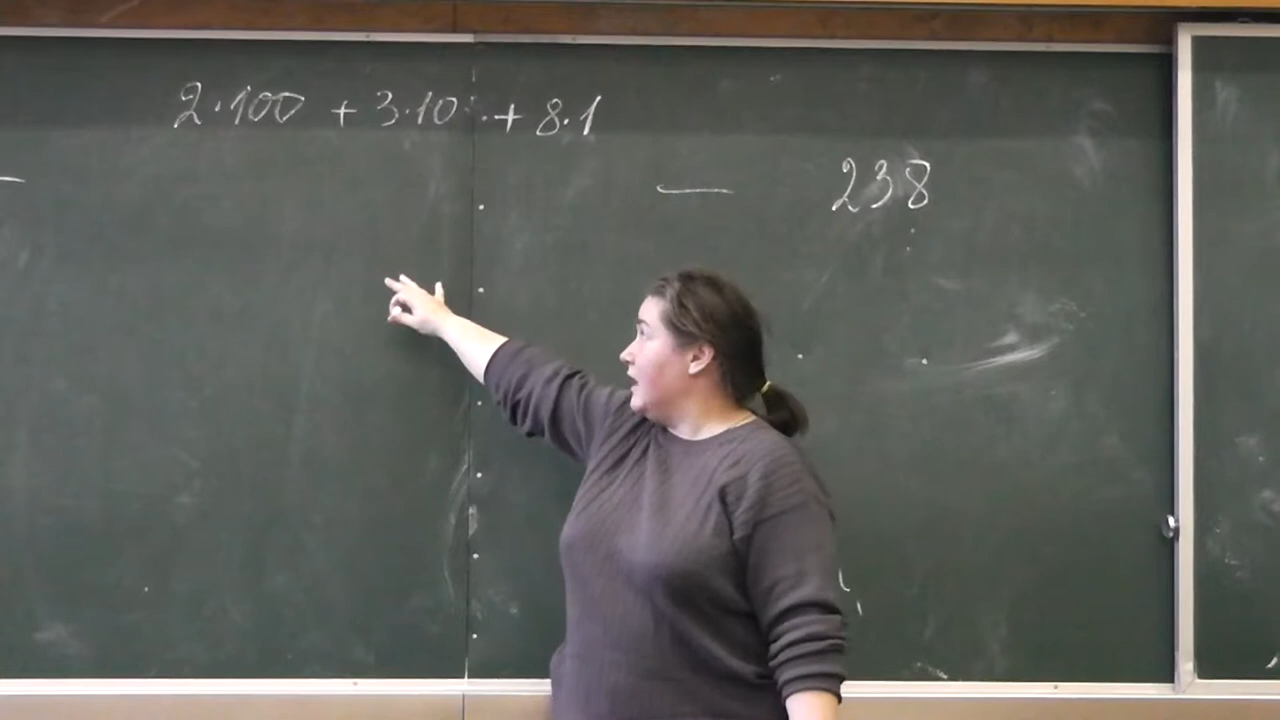 2·100 + 3·10 + 8·1
— 238